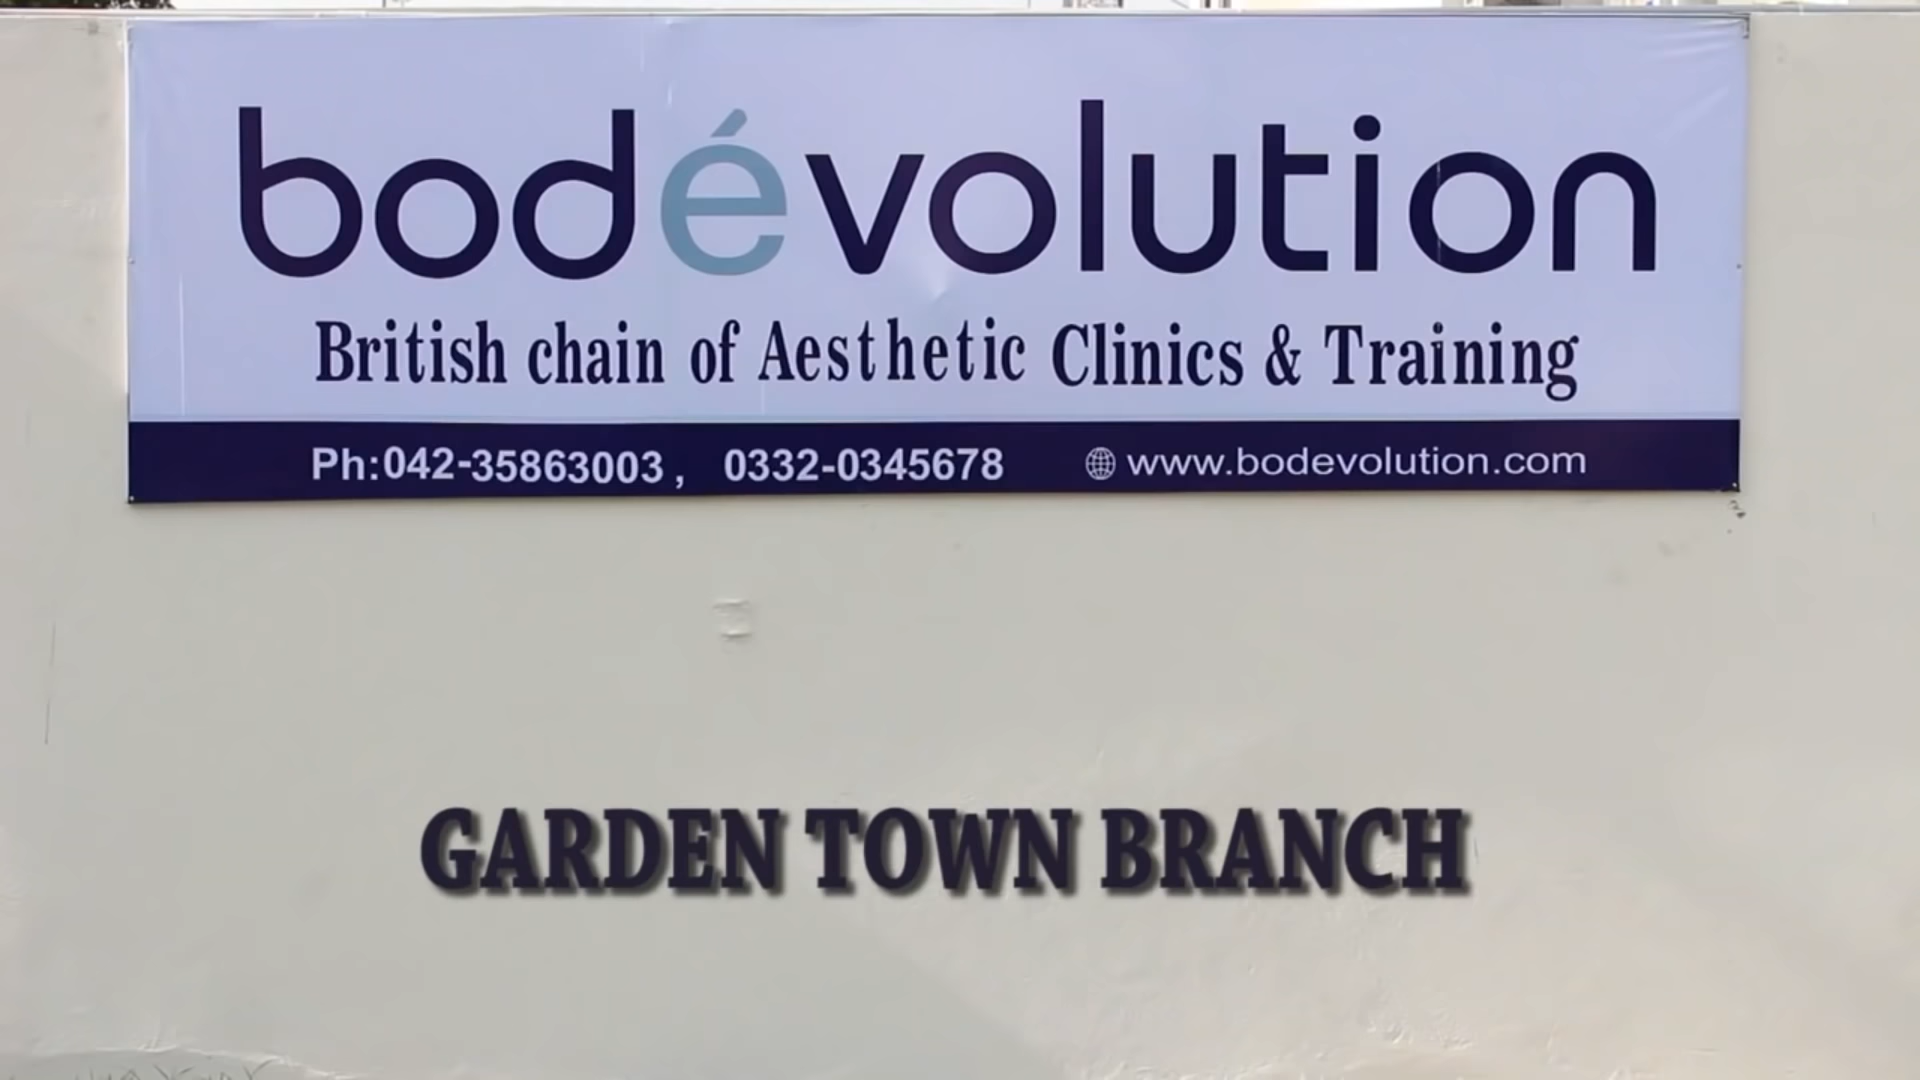 bodévolution
British chain of Aesthetic Clinics & Training
Ph:042-35863003, 0332-0345678 www.bodevolution.com
GARDEN TOWN BRANCH